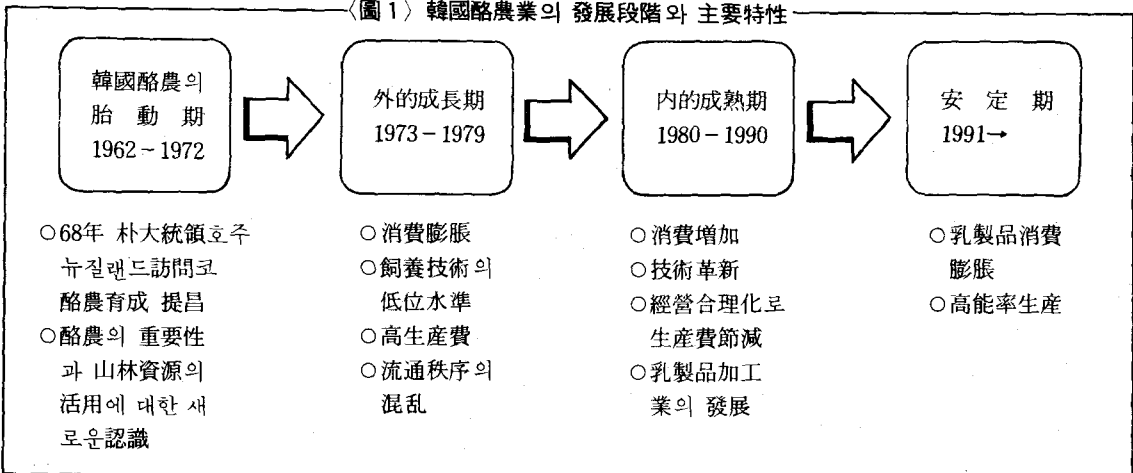 〈圖1〉韓國酪農業의 發展段階와 主要特性
韓國酪農의
胎動期
1962~1972
外的成長期
1973-1979
內的成熟期
1980-1990
安定期
1991→
○68年 朴大統領호주
뉴질랜드訪問코
酪農育成 提昌
○酪農의 重要性
과 山林資源의
活用에 대한 새
로운認識
○消費膨脹
○飼養技術의
低位水準
○高生産費
○流通秩序의
混乱
○消費增加
○技術革新
○經營合理化로
生産費節減
○乳製品加工
業의 發展
○乳製品消費
膨脹
○高能率生産